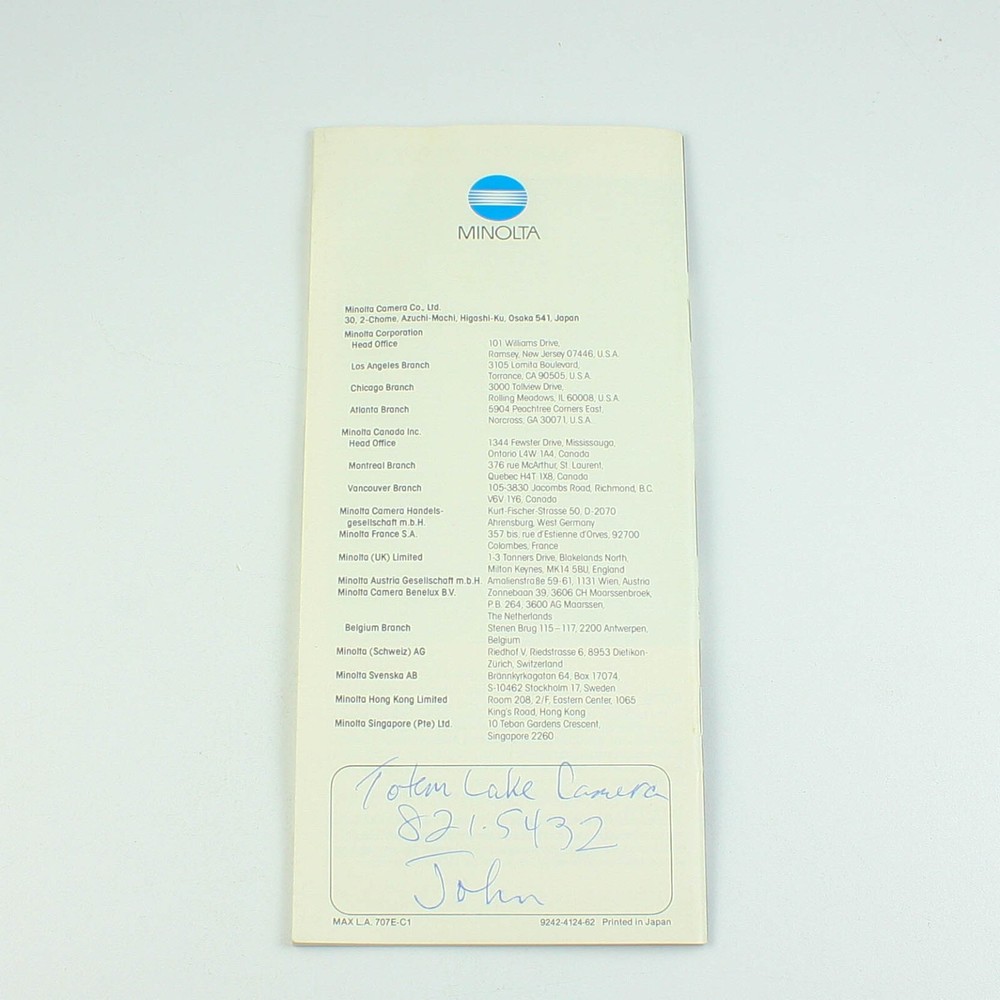 MINOLTA
Minolta Camera Co., Ltd.
30, 2-Chome, Azuchi-Machi, Higashi-Ku, Osaka 541, Japan
Minolta Corporation
Head Office 101 Williams Drive,
Ramsey, New Jersey 07446, U.S.A.
Los Angeles Branch 3105 Lomita Boulevard,
Torrance, CA 90505, U.S.A.
Chicago Branch 3000 Tollview Drive,
Rolling Meadows, IL 60008, U.S.A.
Atlanta Branch 5904 Peachtree Corners East,
Norcross, GA 30071, U.S.A.
Minolta Canada Inc.
Head Office 1344 Fewster Drive, Mississauga,
Ontario L4W 1A4, Canada
Montreal Branch 376 rue McArthur, St. Laurent,
Quebec H4T 1X8, Canada
Vancouver Branch 105-3830 Jacombs Road, Richmond, B.C.
V6V 1Y6, Canada
Minolta Camera Handels- Kurt-Fischer-Strasse 50, D-2070
gesellschaft m.b.H. Ahrensburg, West Germany
Minolta France S.A. 357 bis, rue d'Estienne d'Orves, 92700
Colombes, France
Minolta (UK) Limited 1-3 Tanners Drive, Blakelands North,
Milton Keynes, MK14 5BU, England
Minolta Austria Gesellschaft m.b.H. Amalienstraße 59-61, 1131 Wien, Austria
Minolta Camera Benelux B.V. Zonnebaan 39, 3606 CH Maarssenbroek,
P.B. 264, 3600 AG Maarssen,
The Netherlands
Belgium Branch Stenen Brug 115–117, 2200 Antwerpen,
Belgium
Minolta (Schweiz) AG Riedhof V, Riedstrasse 6, 8953 Dietikon-
Zürich, Switzerland
Minolta Svenska AB Brännkyrkagatan 64, Box 17074
S-10462 Stockholm 17, Sweden
Minolta Hong Kong Limited Room 208, 2/F, Eastern Center, 1065
King's Road, Hong Kong
Minolta Singapore (Pte) Ltd. 10 Teban Gardens Crescent,
Singapore 2260
Totem Lake Camera
821-5432
John
MAX L.A. 707E-C1 9242-4124-62 Printed in Japan